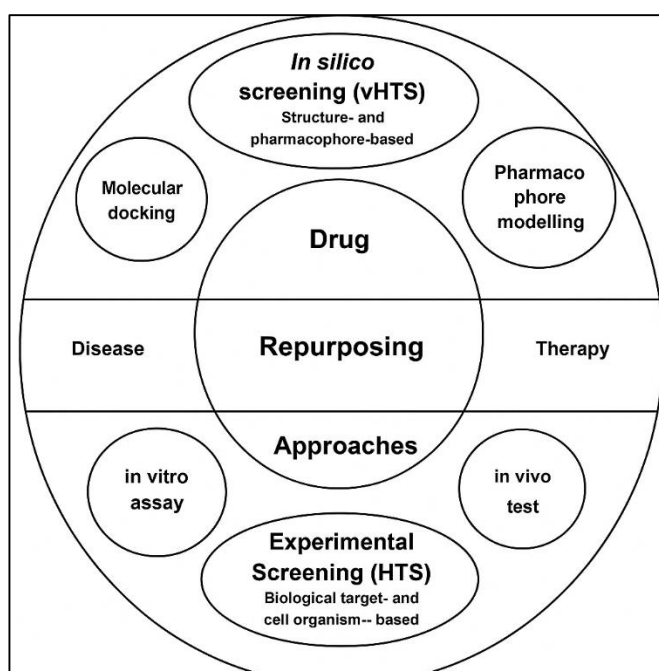 In silico
screening (vHTS)
Structure- and
pharmacophore-based
Molecular
docking
Pharmaco
phore
modelling
Drug
Disease
Repurposing
Therapy
Approaches
in vitro
assay
in vivo
test
Experimental
Screening (HTS)
Biological target- and
cell organism-- based